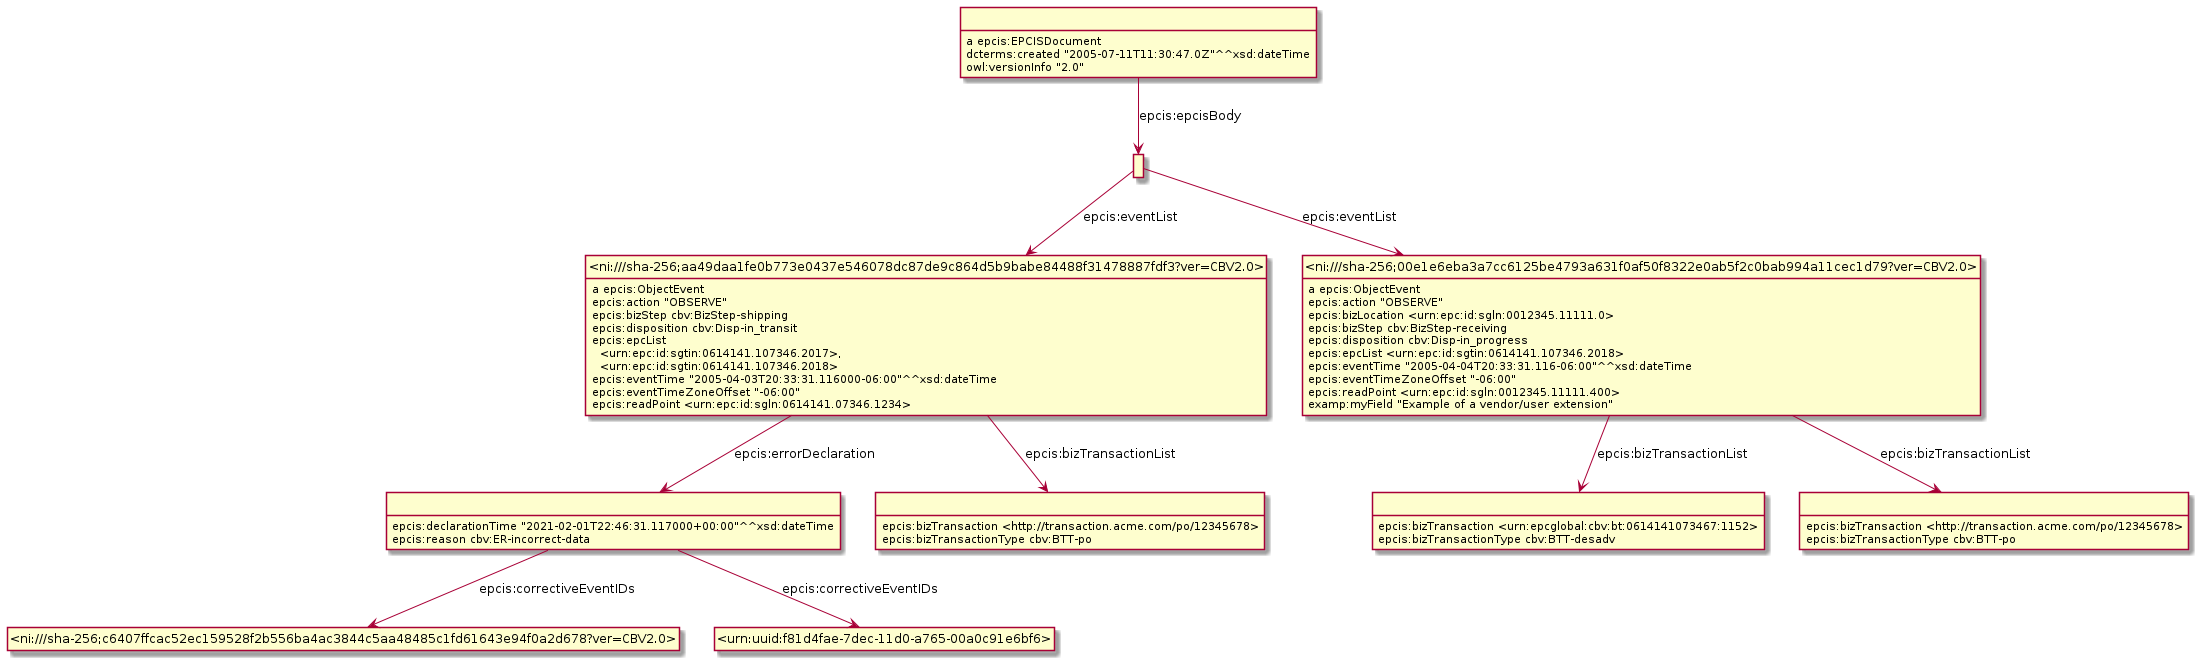 a epcis:EPCISDocument
dcterms:created "2005-07-11T11:30:47.0Z"^^xsd:dateTime
owl:versionInfo "2.0"
epcis:epcisBody
epcis:eventList
epcis:eventList
<ni:///sha-256;aa49daa1fe0b773e0437e546078dc87de9c864d5b9babe84488f31478887fdf3?ver=CBV2.0>
a epcis:ObjectEvent
epcis:action "OBSERVE"
epcis:bizStep cbv:BizStep-shipping
epcis:disposition cbv:Disp-in_transit
epcis:epcList
<urn:epc:id:sgtin:0614141.107346.2017>,
<urn:epc:id:sgtin:0614141.107346.2018>
epcis:eventTime "2005-04-03T20:33:31.116000-06:00"^^xsd:dateTime
epcis:eventTimeZoneOffset "-06:00"
epcis:readPoint <urn:epc:id:sgln:0614141.07346.1234>
<ni:///sha-256;00e1e6eba3a7cc6125be4793a631f0af50f8322e0ab5f2c0bab994a11cec1d79?ver=CBV2.0>
a epcis:ObjectEvent
epcis:action "OBSERVE"
epcis:bizLocation <urn:epc:id:sgln:0012345.11111.0>
epcis:bizStep cbv:BizStep-receiving
epcis:disposition cbv:Disp-in_progress
epcis:epcList <urn:epc:id:sgtin:0614141.107346.2018>
epcis:eventTime "2005-04-04T20:33:31.116-06:00"^^xsd:dateTime
epcis:eventTimeZoneOffset "-06:00"
epcis:readPoint <urn:epc:id:sgln:0012345.11111.400>
examp:myField "Example of a vendor/user extension"
epcis:errorDeclaration
epcis:bizTransactionList
epcis:bizTransactionList
epcis:bizTransactionList
epcis:declarationTime "2021-02-01T22:46:31.117000+00:00"^^xsd:dateTime
epcis:reason cbv:ER-incorrect-data
epcis:bizTransaction <http://transaction.acme.com/po/12345678>
epcis:bizTransactionType cbv:BTT-po
epcis:bizTransaction <urn:epcglobal:cbv:bt:0614141073467:1152>
epcis:bizTransactionType cbv:BTT-desadv
epcis:bizTransaction <http://transaction.acme.com/po/12345678>
epcis:bizTransactionType cbv:BTT-po
epcis:correctiveEventIDs
epcis:correctiveEventIDs
<ni:///sha-256;c6407ffcac52ec159528f2b556ba4ac3844c5aa48485c1fd61643e94f0a2d678?ver=CBV2.0>
<urn:uuid:f81d4fae-7dec-11d0-a765-00a0c91e6bf6>